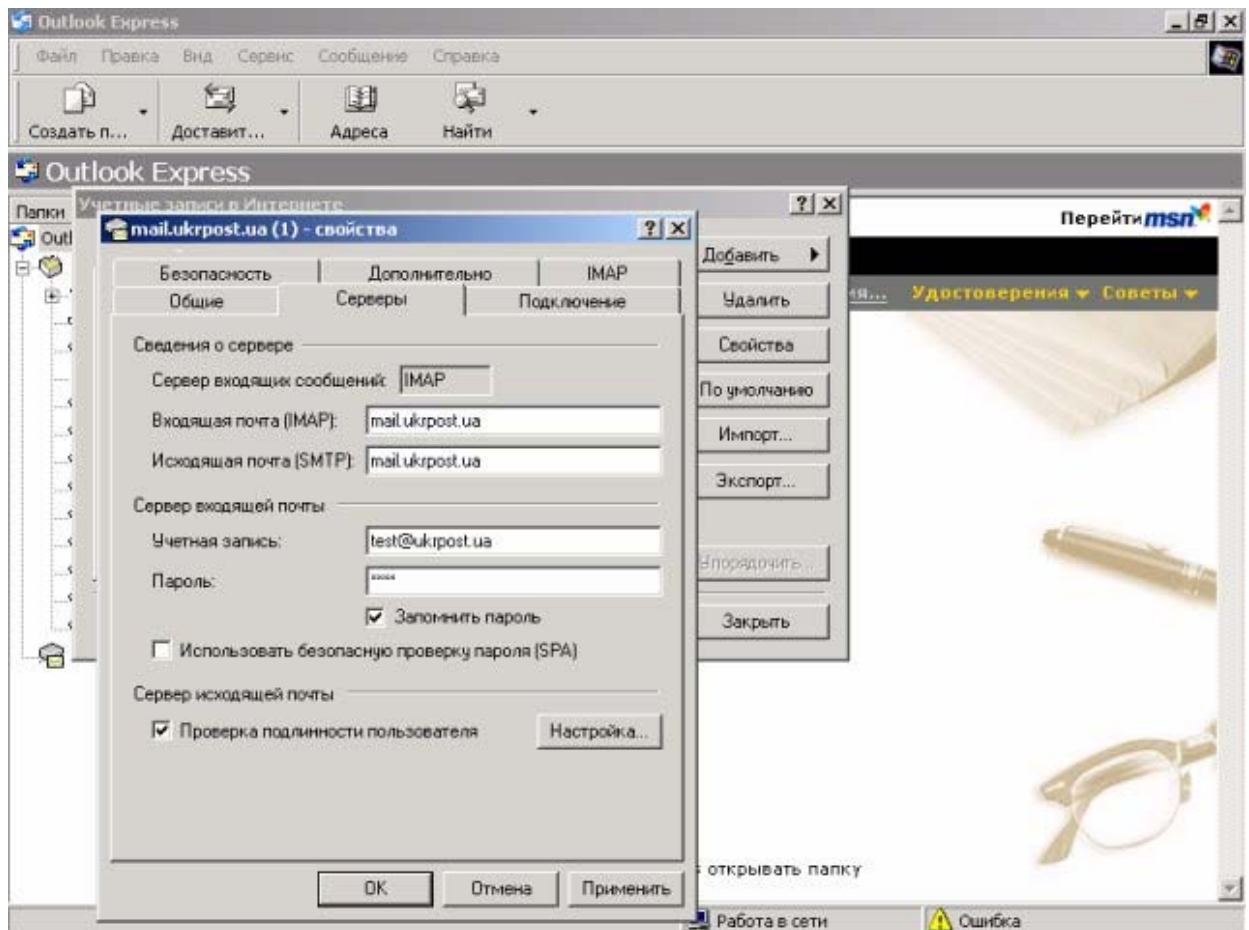 Outlook Express
Файл Правка Вид Сервис Сообщение Справка
Создать п... Доставит... Адреса Найти
Outlook Express
Папки
Учетные записи в Интернете
Перейти msn
Outl
mail.ukrpost.ua (1) - свойства
Добавить
Безопасность Дополнительно IMAP
Общие Серверы Подключение
Удалить
Удостоверения Советы
Сведения о сервере
Свойства
Сервер входящих сообщений: IMAP
По умолчанию
Входящая почта (IMAP): mail.ukrpost.ua
Импорт...
Исходящая почта (SMTP): mail.ukrpost.ua
Экспорт...
Сервер входящей почты
Учетная запись: test@ukrpost.ua
Упорядочить...
Пароль: *****
Запомнить пароль
Закрыть
Использовать безопасную проверку пароля (SPA)
Сервер исходящей почты
Проверка подлинности пользователя Настройка...
открывать папку
OK Отмена Применить
Работа в сети Ошибка